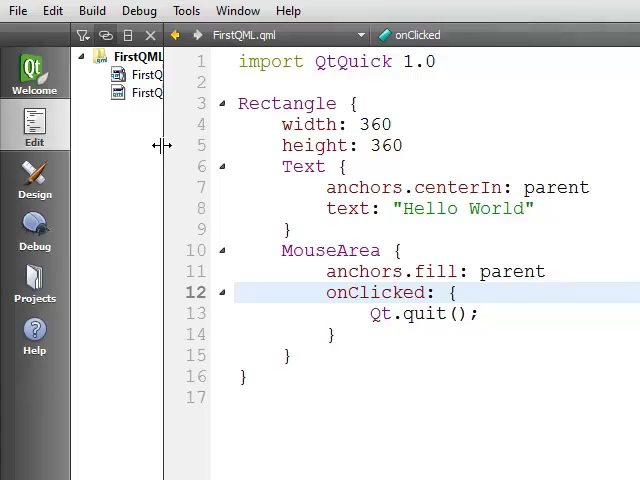 File Edit Build Debug Tools Window Help
FirstQML.qml onClicked
Qt
Welcome
Edit
Design
Debug
Projects
Help
FirstQML
FirstQ
FirstQ
1 import QtQuick 1.0
2
3 Rectangle {
4 width: 360
5 height: 360
6 Text {
7 anchors.centerIn: parent
8 text: "Hello World"
9 }
10 MouseArea {
11 anchors.fill: parent
12 onClicked: {
13 Qt.quit();
14 }
15 }
16 }
17